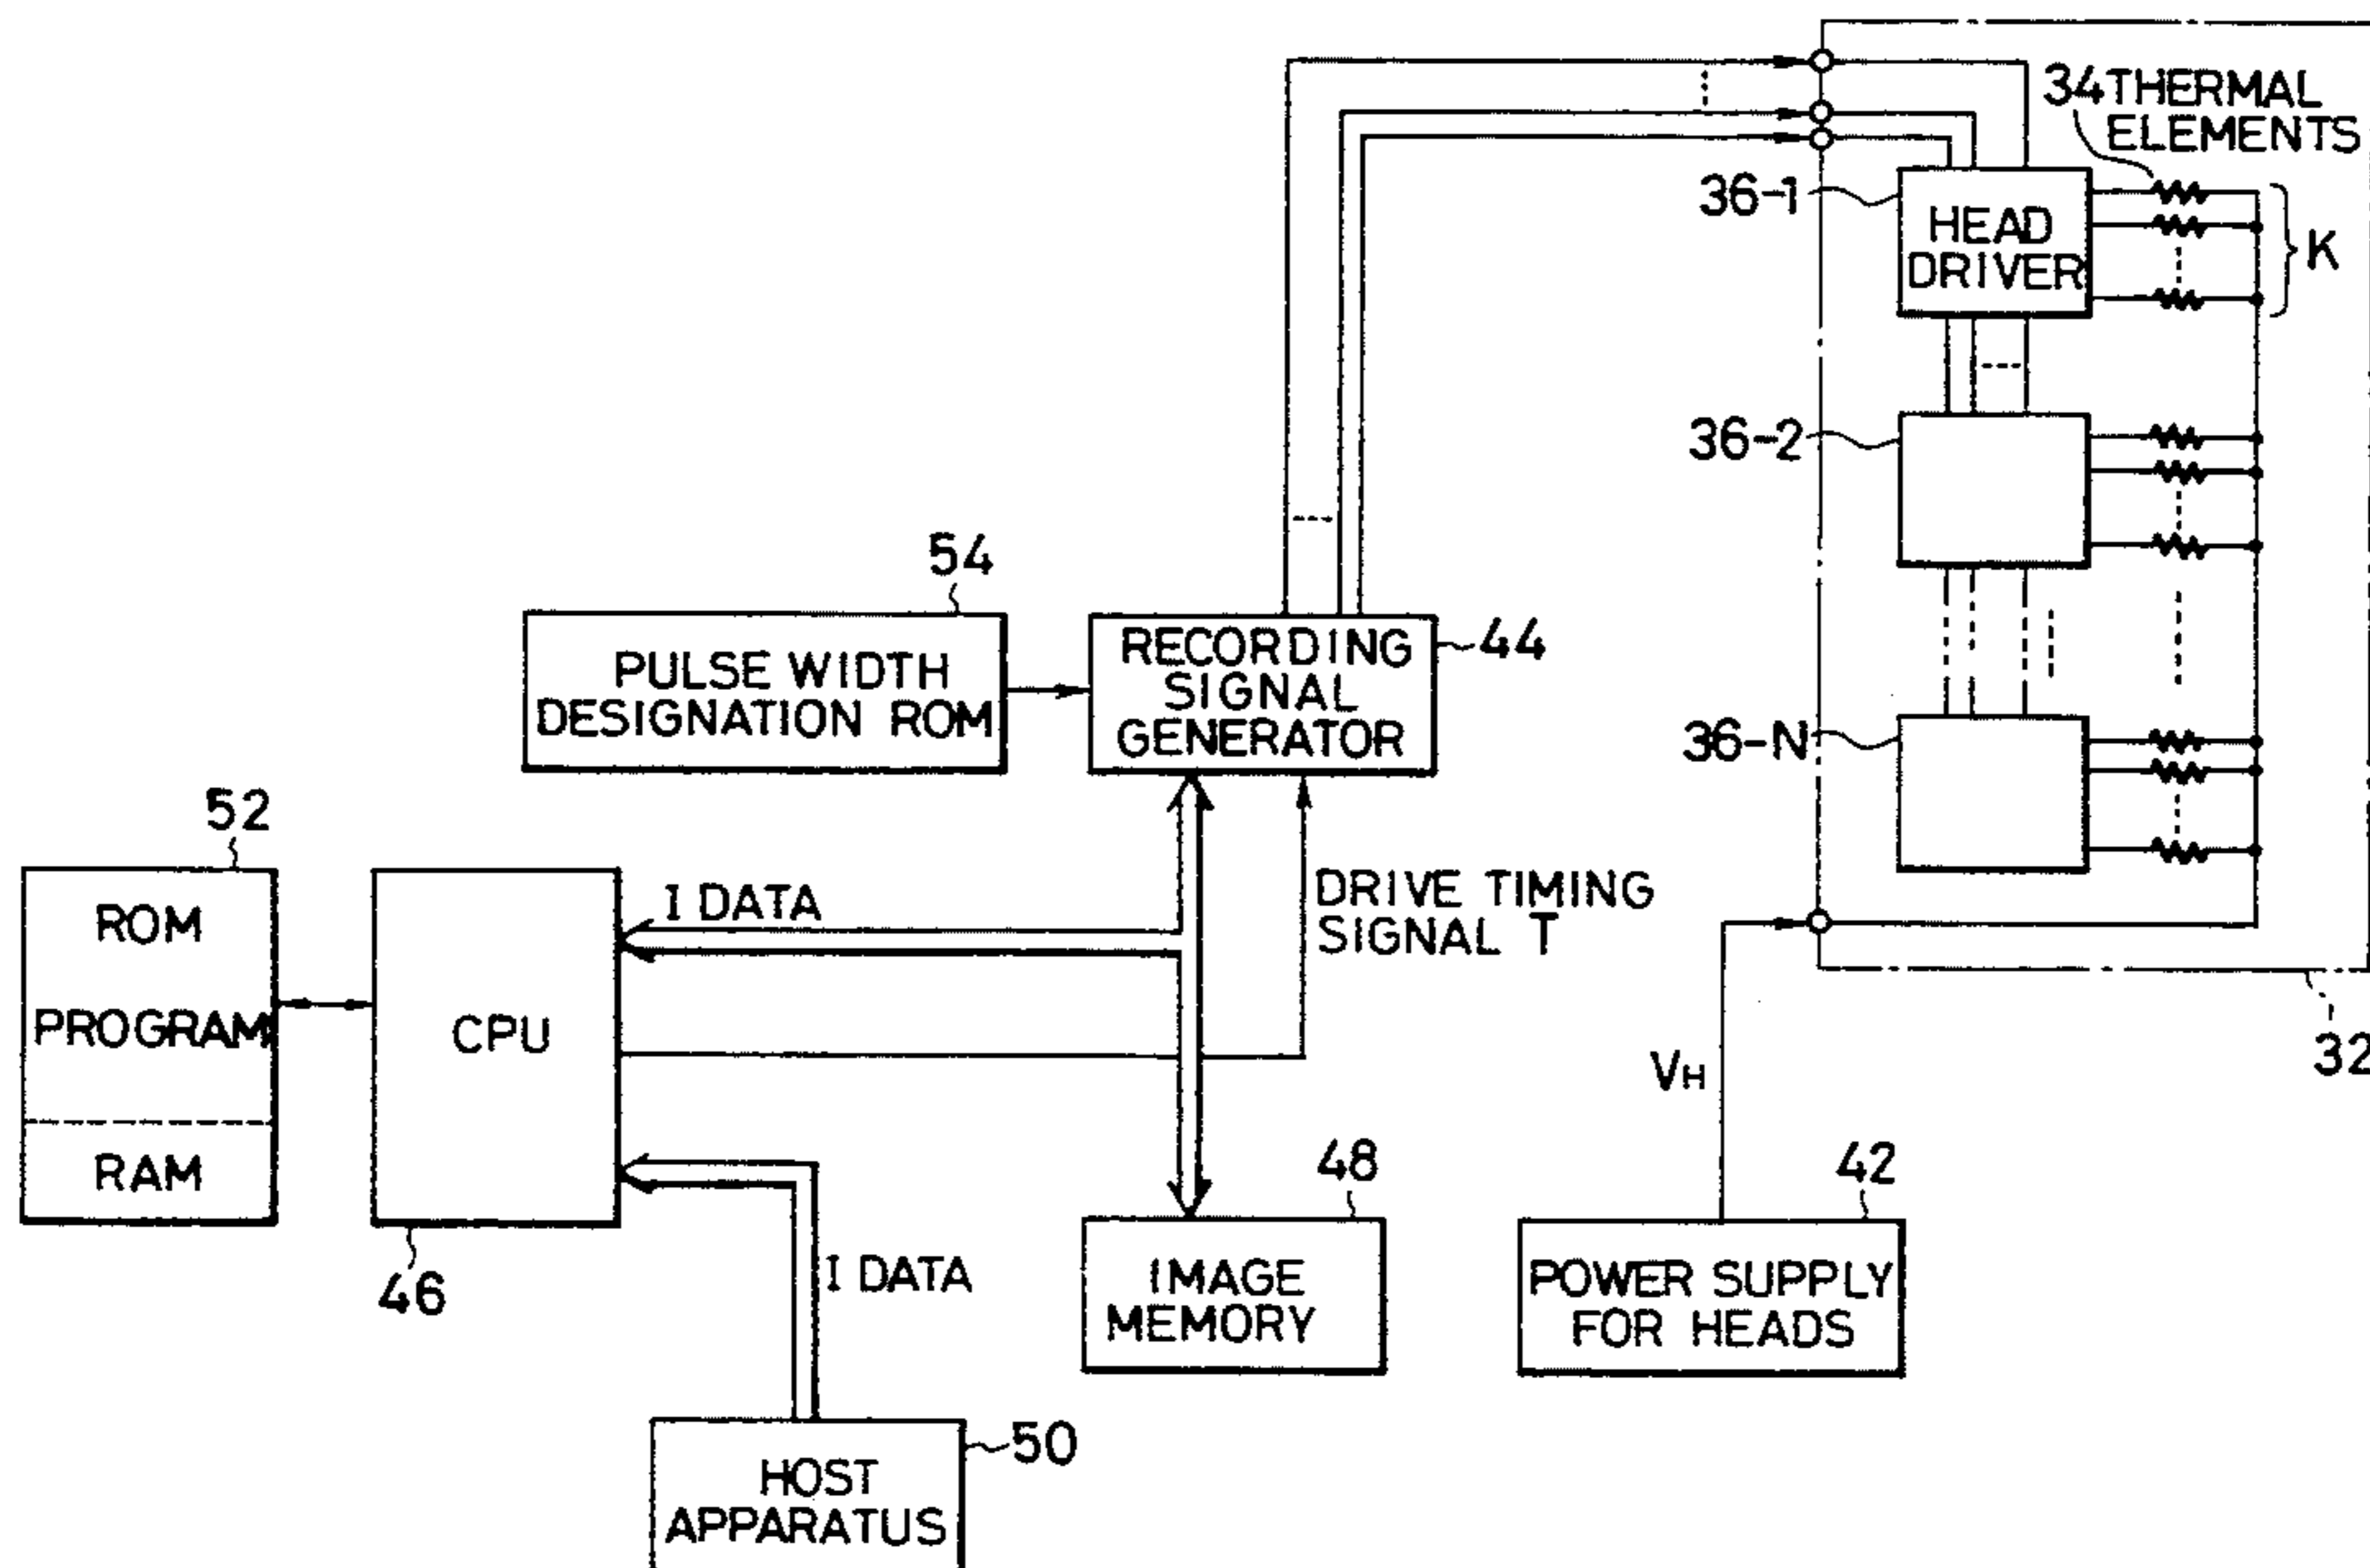 34 THERMAL
ELEMENTS
36-1
HEAD
DRIVER
K
36-2
54
PULSE WIDTH
DESIGNATION ROM
RECORDING
SIGNAL
GENERATOR
44
36-N
52
ROM
PROGRAM
RAM
CPU
46
I DATA
DRIVE TIMING
SIGNAL T
32
VH
I DATA
48
IMAGE
MEMORY
42
POWER SUPPLY
FOR HEADS
50
HOST
APPARATUS